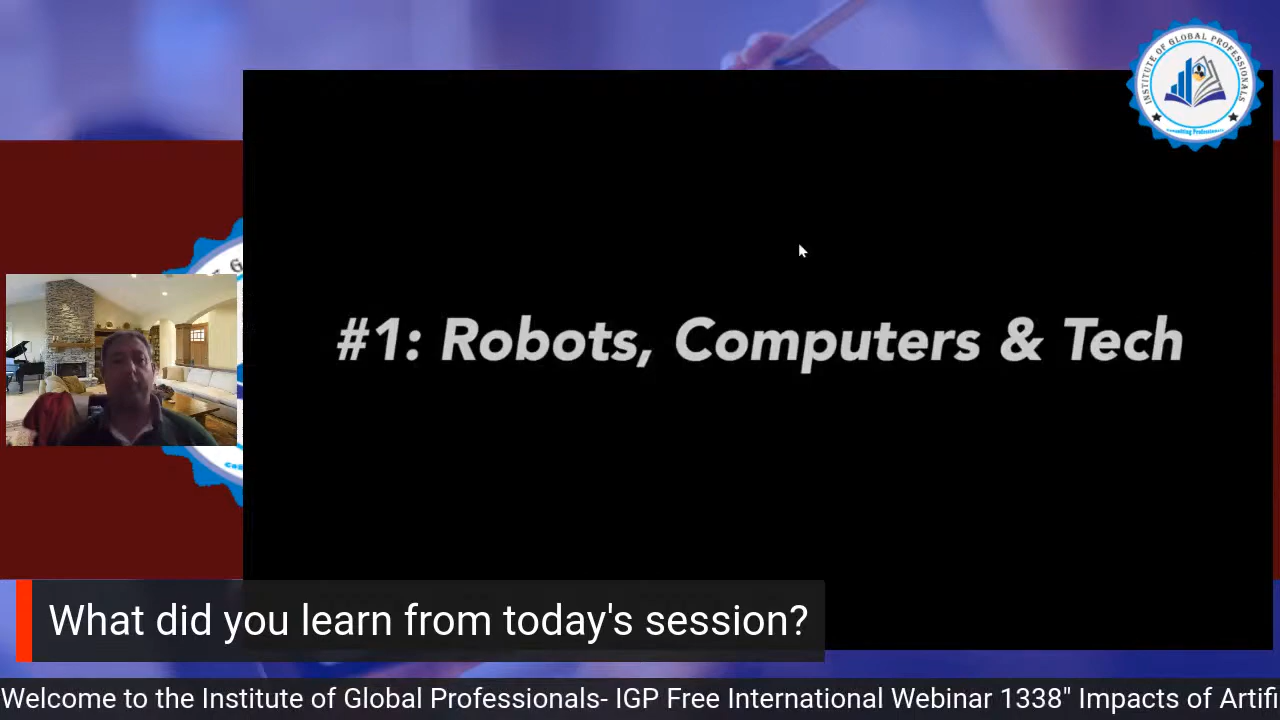 INSTITUTE OF GLOBAL PROFESSIONALS
#1: Robots, Computers & Tech
What did you learn from today's session?
Welcome to the Institute of Global Professionals- IGP Free International Webinar 1338" Impacts of Artifi